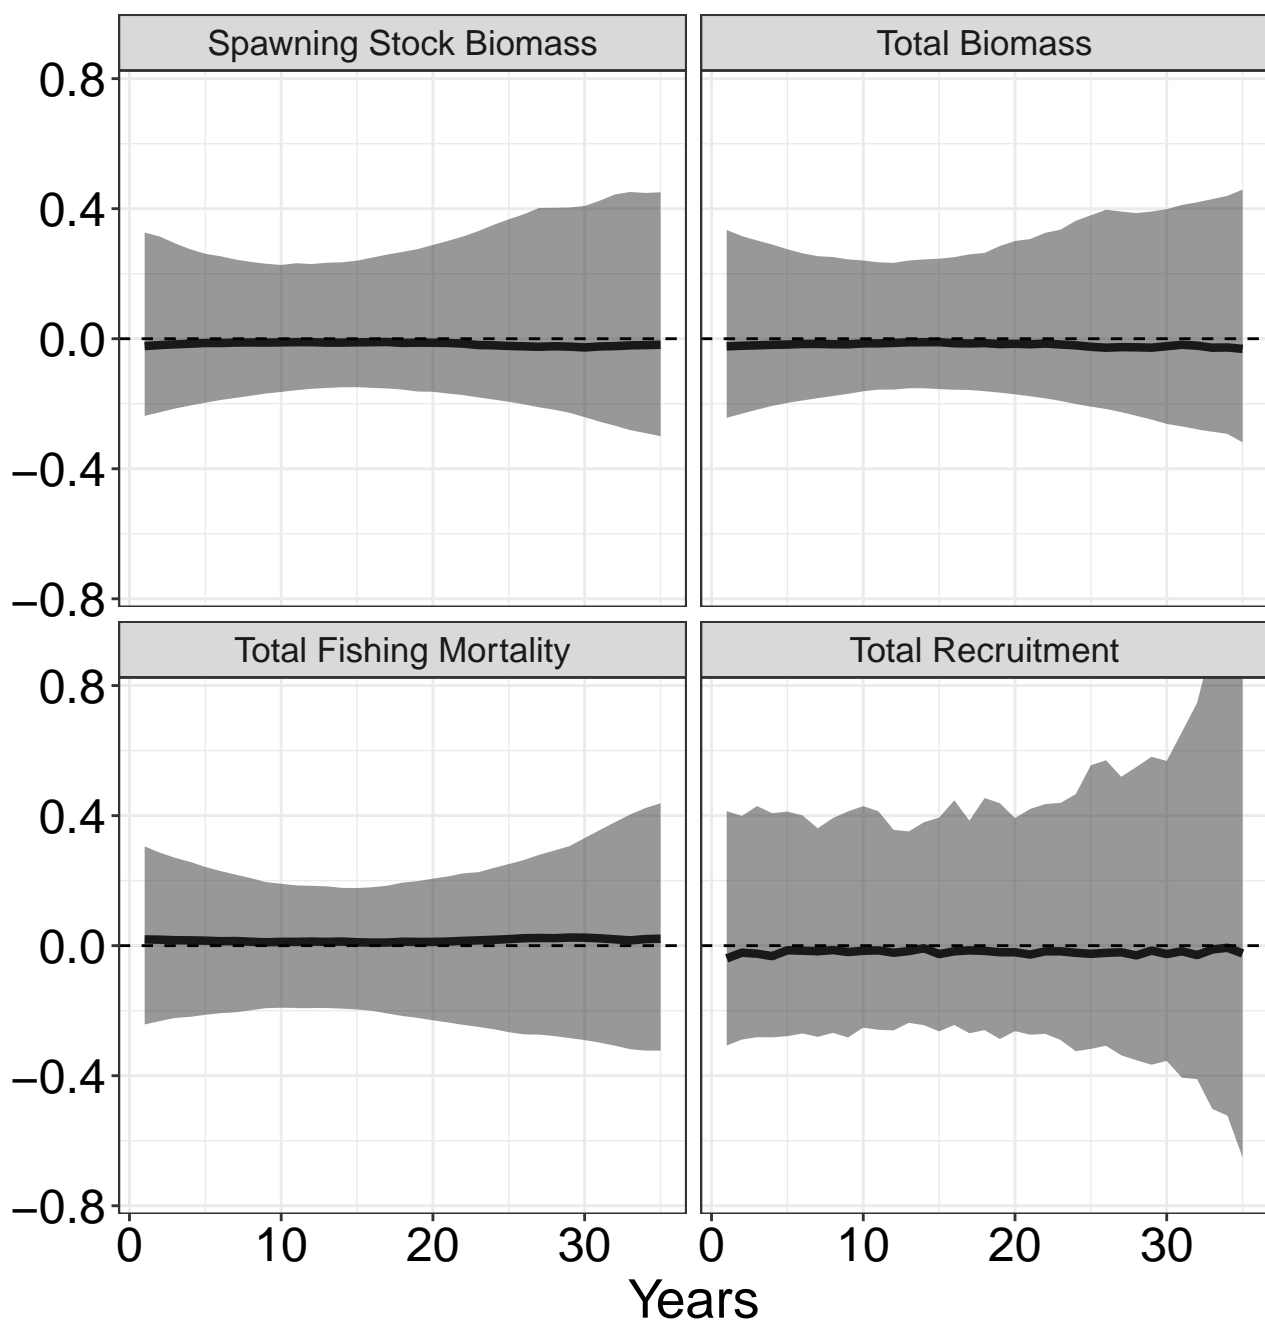 Spawning Stock Biomass
Total Biomass
0.8
0.4
0.0
−0.4
−0.8
Total Fishing Mortality
Total Recruitment
0.8
0.4
0.0
−0.4
−0.8
0 10 20 30
0 10 20 30
Years